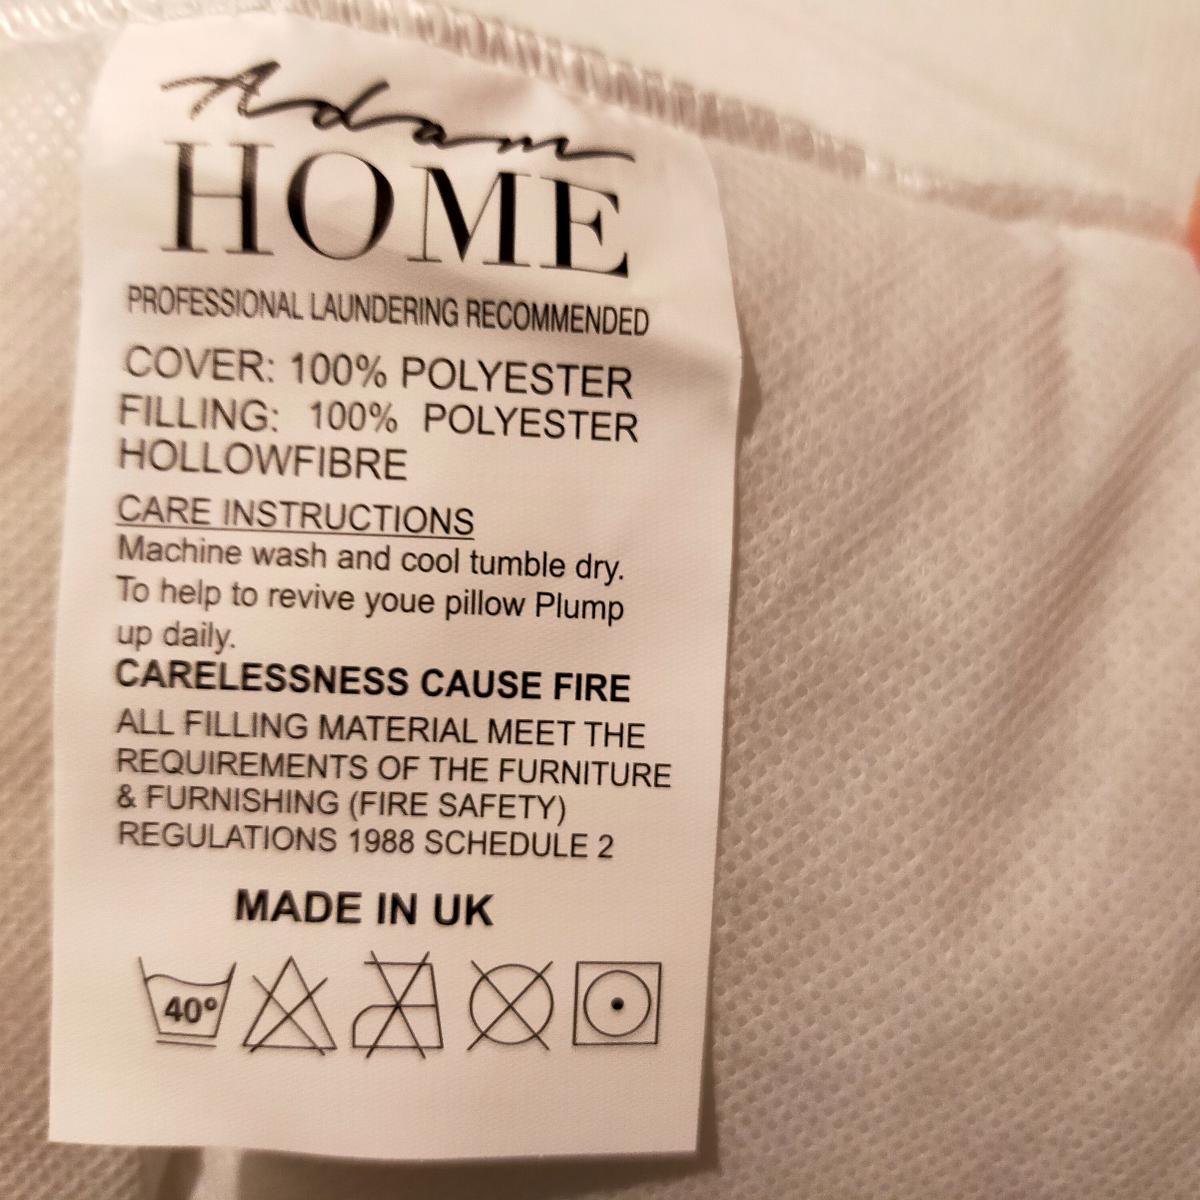 Adam
HOME
PROFESSIONAL LAUNDERING RECOMMENDED
COVER: 100% POLYESTER
FILLING: 100% POLYESTER
HOLLOWFIBRE
CARE INSTRUCTIONS
Machine wash and cool tumble dry.
To help to revive youe pillow Plump
up daily.
CARELESSNESS CAUSE FIRE
ALL FILLING MATERIAL MEET THE
REQUIREMENTS OF THE FURNITURE
& FURNISHING (FIRE SAFETY)
REGULATIONS 1988 SCHEDULE 2
MADE IN UK
40°